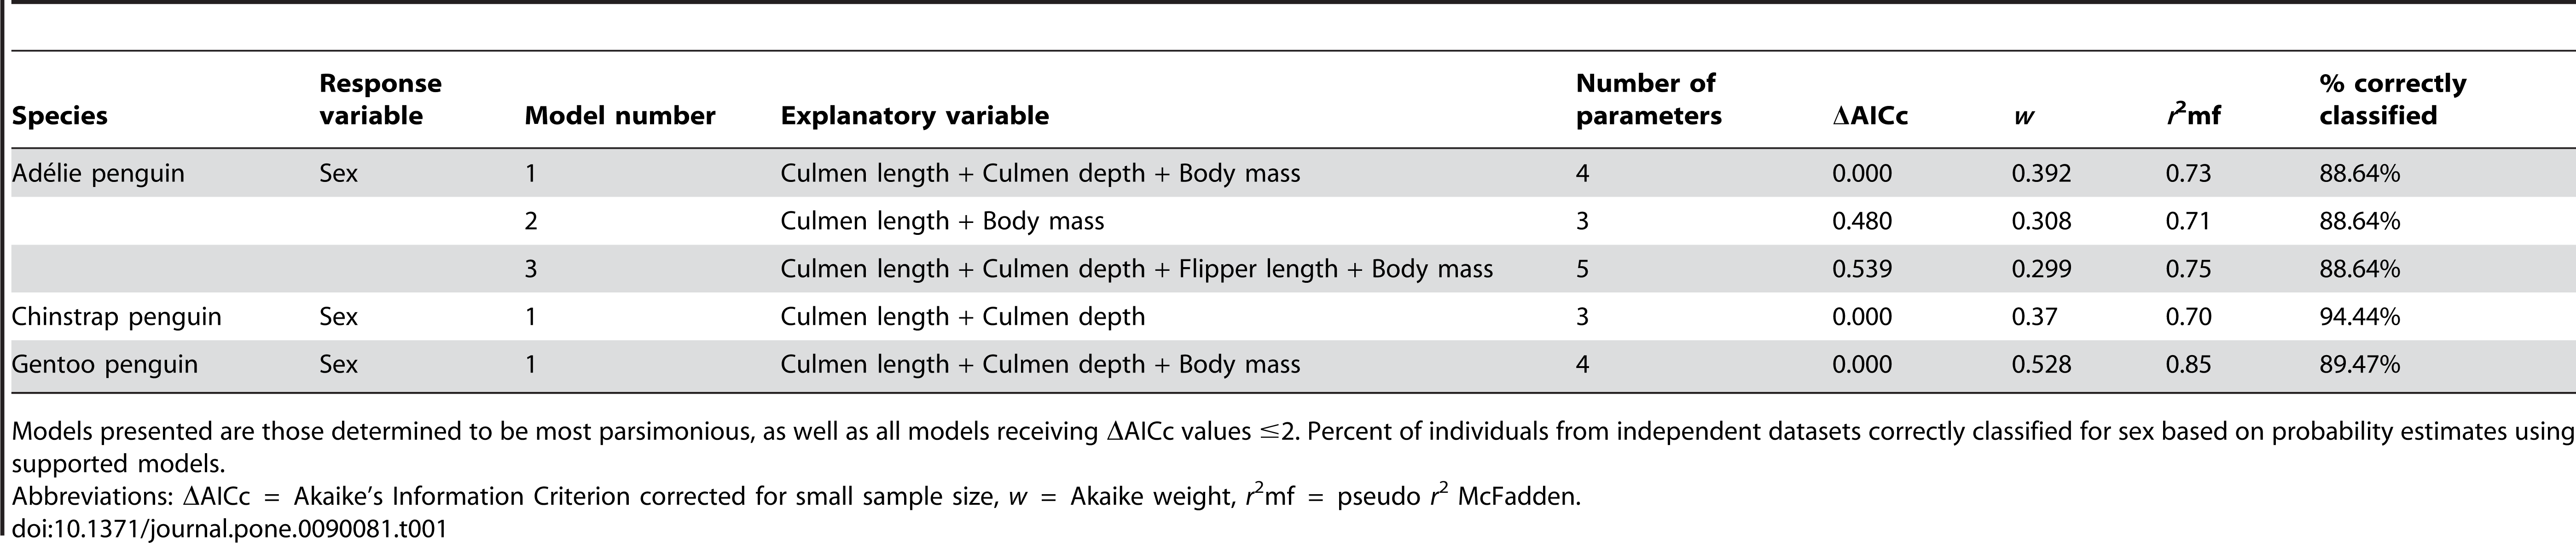 Species Response variable Model number Explanatory variable Number of parameters ΔAICc w r²mf % correctly classified
Adélie penguin Sex 1 Culmen length + Culmen depth + Body mass 4 0.000 0.392 0.73 88.64%
2 Culmen length + Body mass 3 0.480 0.308 0.71 88.64%
3 Culmen length + Culmen depth + Flipper length + Body mass 5 0.539 0.299 0.75 88.64%
Chinstrap penguin Sex 1 Culmen length + Culmen depth 3 0.000 0.37 0.70 94.44%
Gentoo penguin Sex 1 Culmen length + Culmen depth + Body mass 4 0.000 0.528 0.85 89.47%
Models presented are those determined to be most parsimonious, as well as all models receiving ΔAICc values ≤2. Percent of individuals from independent datasets correctly classified for sex based on probability estimates using
supported models.
Abbreviations: ΔAICc = Akaike's Information Criterion corrected for small sample size, w = Akaike weight, r²mf = pseudo r² McFadden.
doi:10.1371/journal.pone.0090081.t001